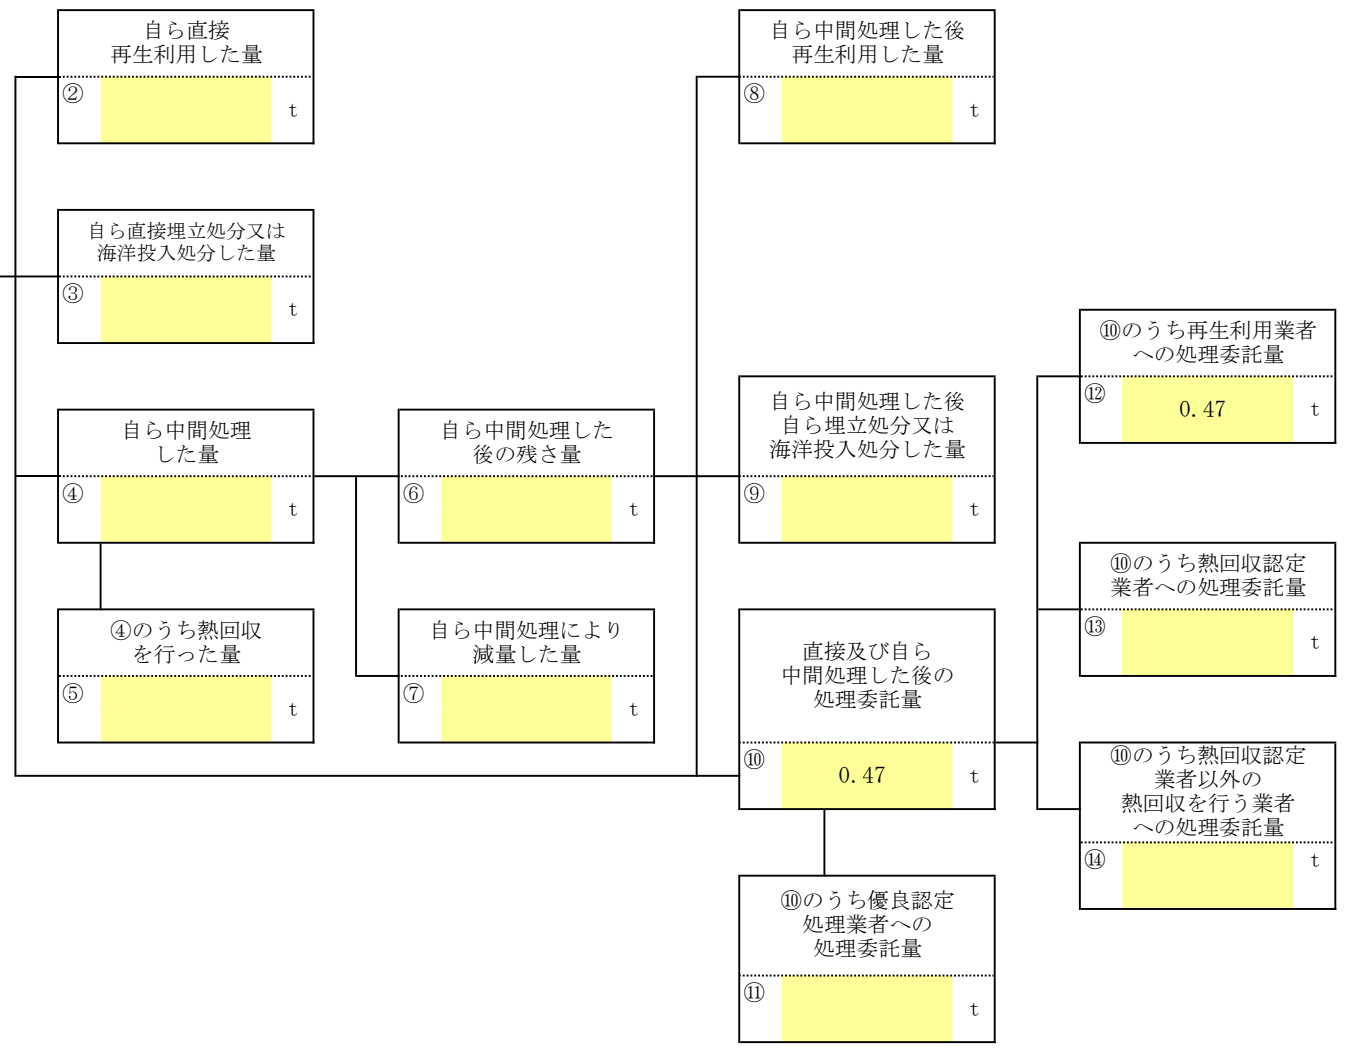 自ら直接
再生利用した量
②
t
自ら中間処理した後
再生利用した量
⑧
t
自ら直接埋立処分又は
海洋投入処分した量
③
t
⑩のうち再生利用業者
への処理委託量
⑫
0.47
t
自ら中間処理
した量
④
t
自ら中間処理した
後の残さ量
⑥
t
自ら中間処理した後
自ら埋立処分又は
海洋投入処分した量
⑨
t
⑩のうち熱回収認定
業者への処理委託量
⑬
t
④のうち熱回収
を行った量
⑤
t
自ら中間処理により
減量した量
⑦
t
直接及び自ら
中間処理した後の
処理委託量
⑩
0.47
t
⑩のうち熱回収認定
業者以外の
熱回収を行う業者
への処理委託量
⑭
t
⑩のうち優良認定
処理業者への
処理委託量
⑪
t